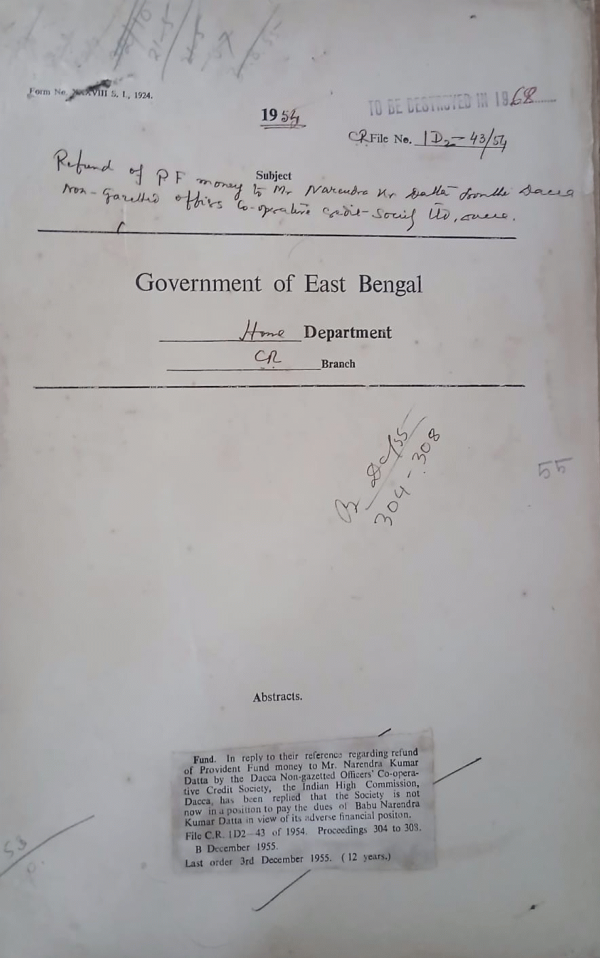 Form No. XXXVIII S. I., 1924.
1954
TO BE DESTROYED IN 1968
CR File No. 1D2-43/54
Subject
Refund of P F money to Mr Narendra Kr Datta from the Dacca
Non-Gazetted officers Co-operative Credit Society Ltd,
Government of East Bengal
Home Department
CR Branch
B Dec/55
304-308
55
Abstracts.
Fund. In reply to their reference regarding refund
of Provident Fund money to Mr. Narendra Kumar
Datta by the Dacca Non-gazetted Officers' Co-opera-
tive Credit Society, the Indian High Commission,
Dacca, has been replied that the Society is not
now in a position to pay the dues of Babu Narendra
Kumar Datta in view of its adverse financial positon.
File C.R. 1D2—43 of 1954. Proceedings 304 to 308.
B December 1955.
Last order 3rd December 1955. (12 years.)